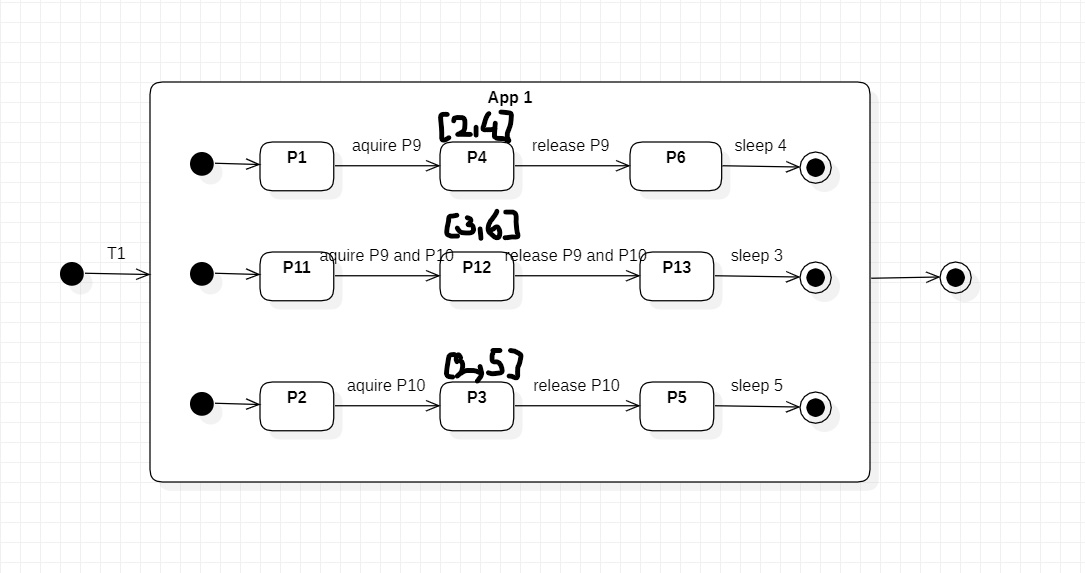 App 1
[2,4]
aquire P9 release P9 sleep 4
P1 P4 P6
[3,6]
T1
aquire P9 and P10 release P9 and P10 sleep 3
P11 P12 P13
,5]
aquire P10 release P10 sleep 5
P2 P3 P5